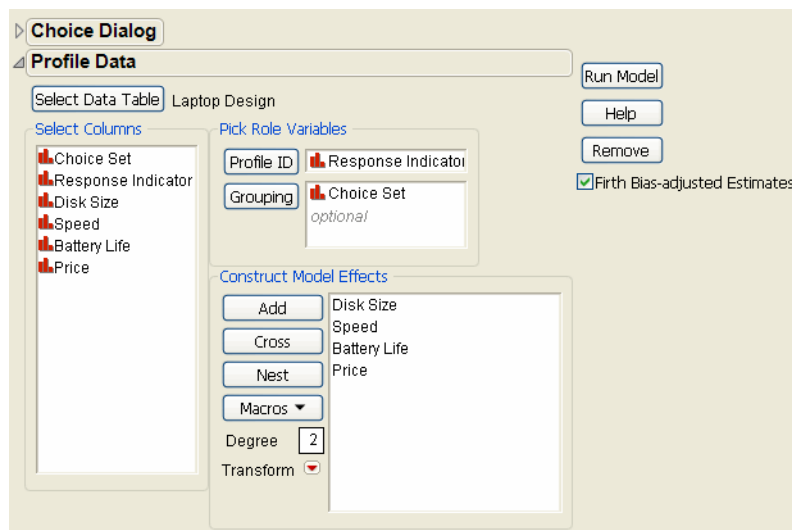 Choice Dialog
Profile Data
Select Data Table Laptop Design
Select Columns
Choice Set
Response Indicator
Disk Size
Speed
Battery Life
Price
Pick Role Variables
Profile ID Response Indicator
Grouping Choice Set
optional
Construct Model Effects
Add
Cross
Nest
Macros
Degree 2
Transform
Disk Size
Speed
Battery Life
Price
Run Model
Help
Remove
Firth Bias-adjusted Estimates